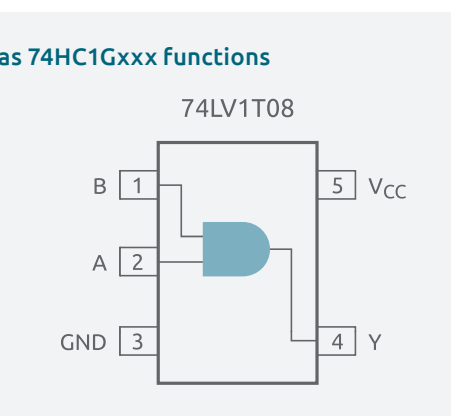 as 74HC1Gxxx functions
74LV1T08
B 1 5 VCC
A 2
GND 3 4 Y